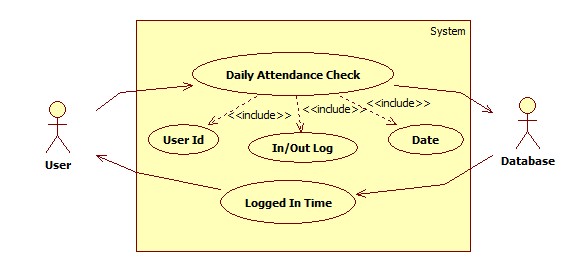 System
Daily Attendance Check
<<include>>
<<include>>
<<include>>
User Id
In/Out Log
Date
User
Database
Logged In Time